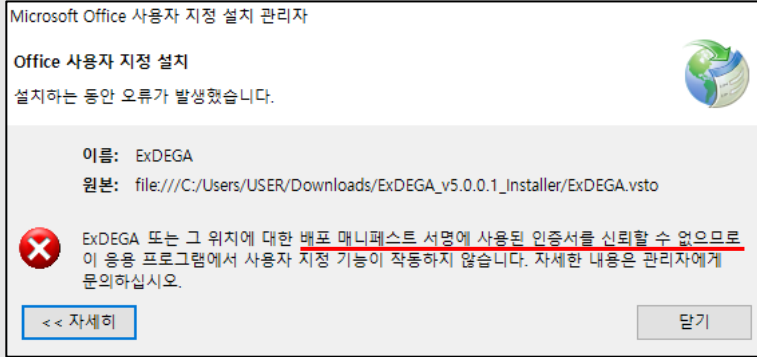 Microsoft Office 사용자 지정 설치 관리자
Office 사용자 지정 설치
설치하는 동안 오류가 발생했습니다.
이름: ExDEGA
원본: file:///C:/Users/USER/Downloads/ExDEGA_v5.0.0.1_Installer/ExDEGA.vsto
ExDEGA 또는 그 위치에 대한 배포 매니페스트 서명에 사용된 인증서를 신뢰할 수 없으므로
이 응용 프로그램에서 사용자 지정 기능이 작동하지 않습니다. 자세한 내용은 관리자에게
문의하십시오.
<< 자세히
닫기